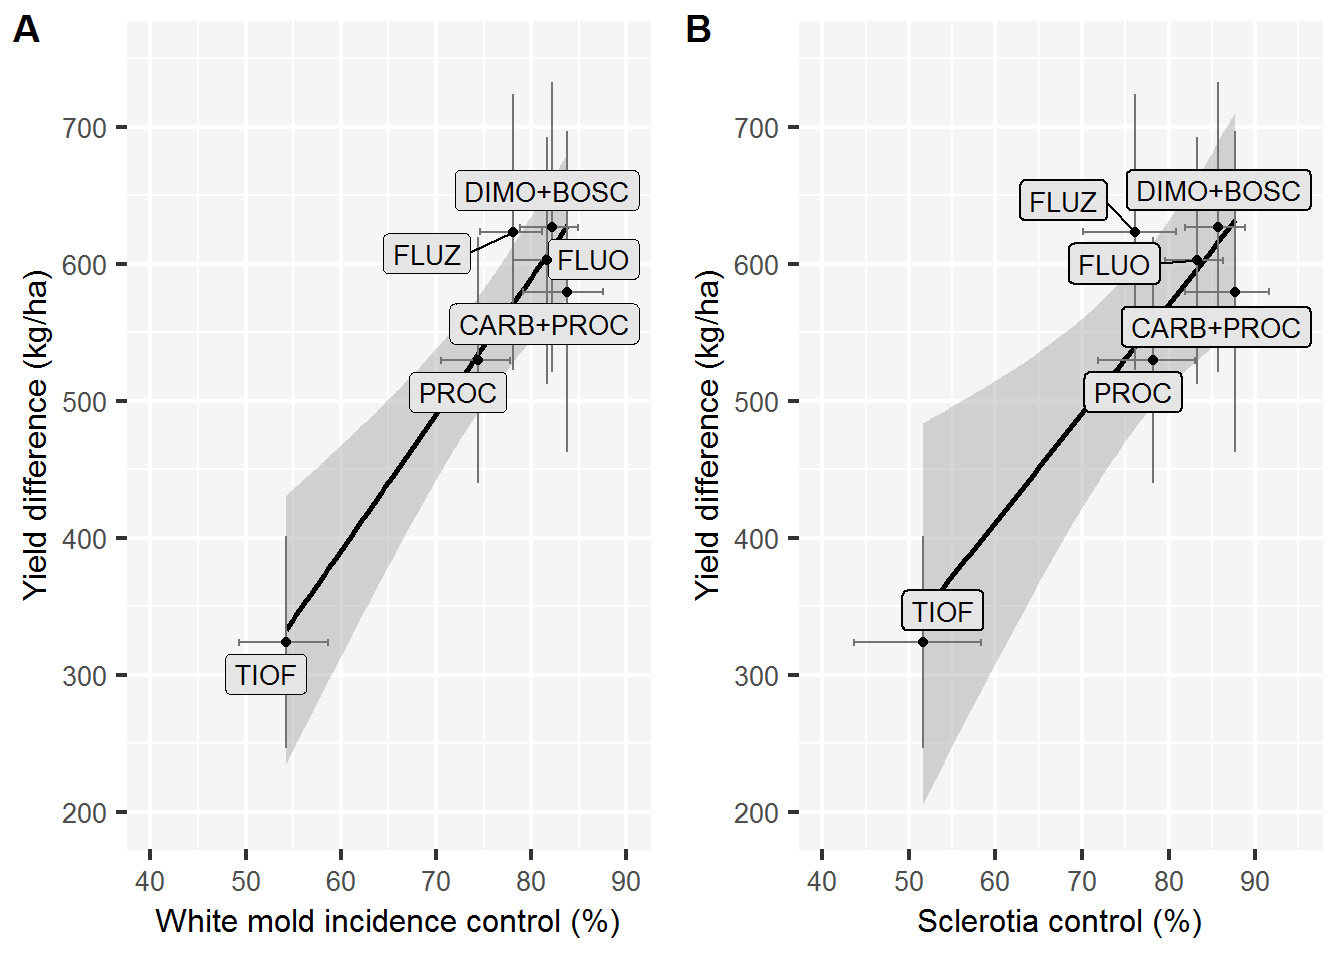 A
B
700
600
500
400
300
200
Yield difference (kg/ha)
DIMO+BOSC
FLUZ
FLUO
CARB+PROC
PROC
TIOF
40 50 60 70 80 90
White mold incidence control (%)
700
600
500
400
300
200
Yield difference (kg/ha)
DIMO+BOSC
FLUZ
FLUO
CARB+PROC
PROC
TIOF
40 50 60 70 80 90
Sclerotia control (%)